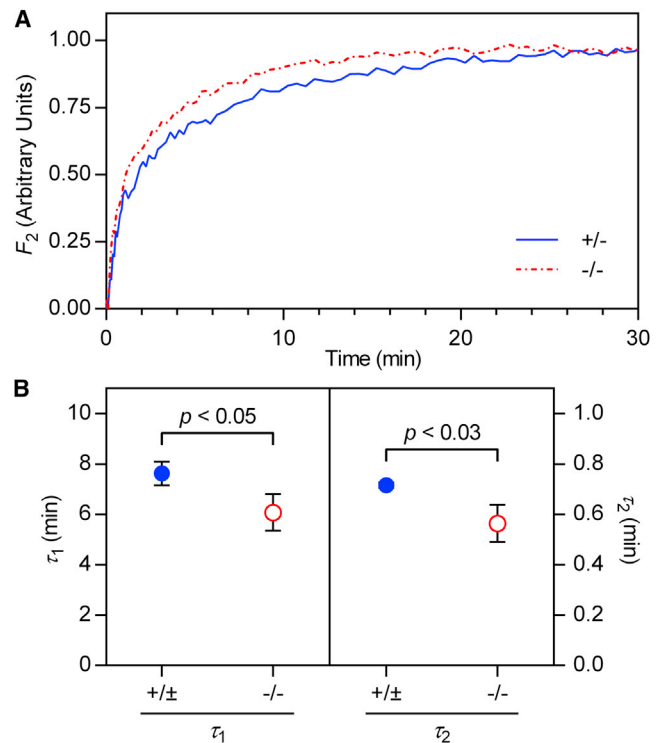 A
1.00
0.75
0.50
0.25
0.00
F2 (Arbitrary Units)
+/-
-/-
0 10 20 30
Time (min)
B
10
8
6
4
2
0
τ1 (min)
p < 0.05
p < 0.03
1.0
0.8
0.6
0.4
0.2
0.0
τ2 (min)
+/± -/- +/± -/-
τ1 τ2